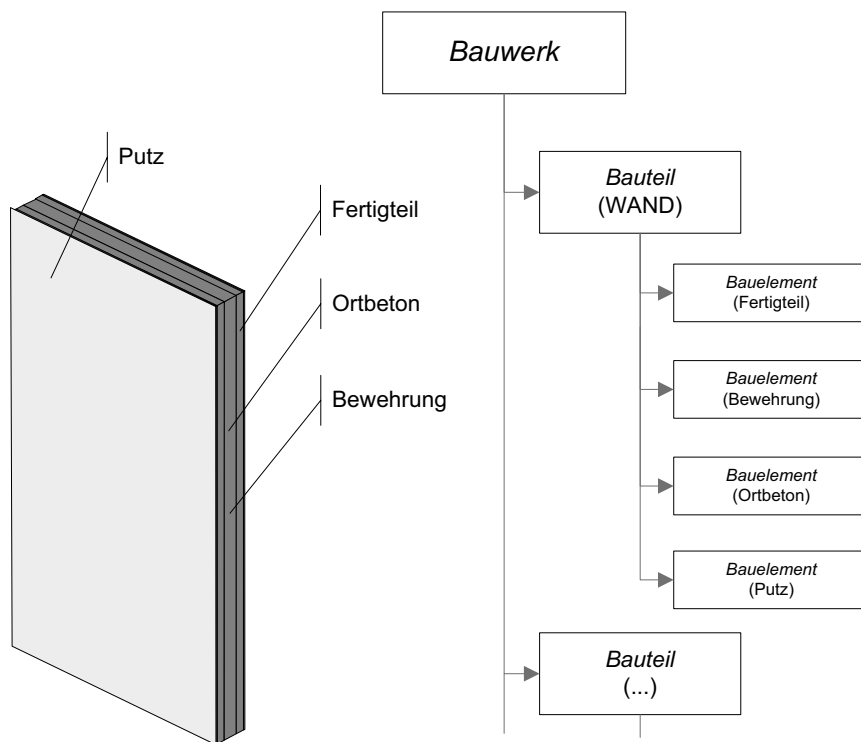 Bauwerk
Putz
Fertigteil
Ortbeton
Bewehrung
Bauteil
(WAND)
Bauelement
(Fertigteil)
Bauelement
(Bewehrung)
Bauelement
(Ortbeton)
Bauelement
(Putz)
Bauteil
(...)